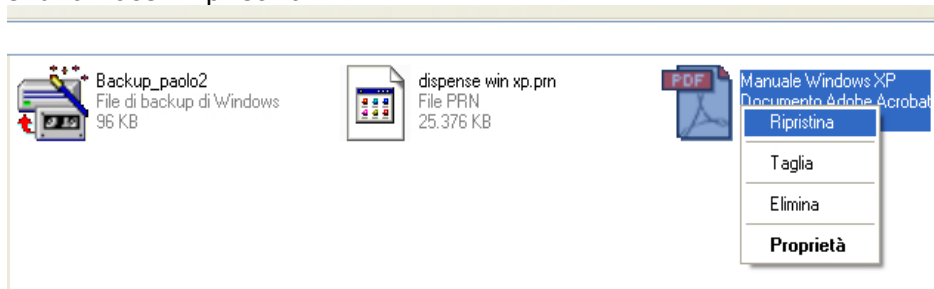 Backup_paolo2
File di backup di Windows
96 KB
dispense win xp.prn
File PRN
25.376 KB
PDF
Manuale Windows XP
Documento Adobe Acrobat
Ripristina
Taglia
Elimina
Proprietà